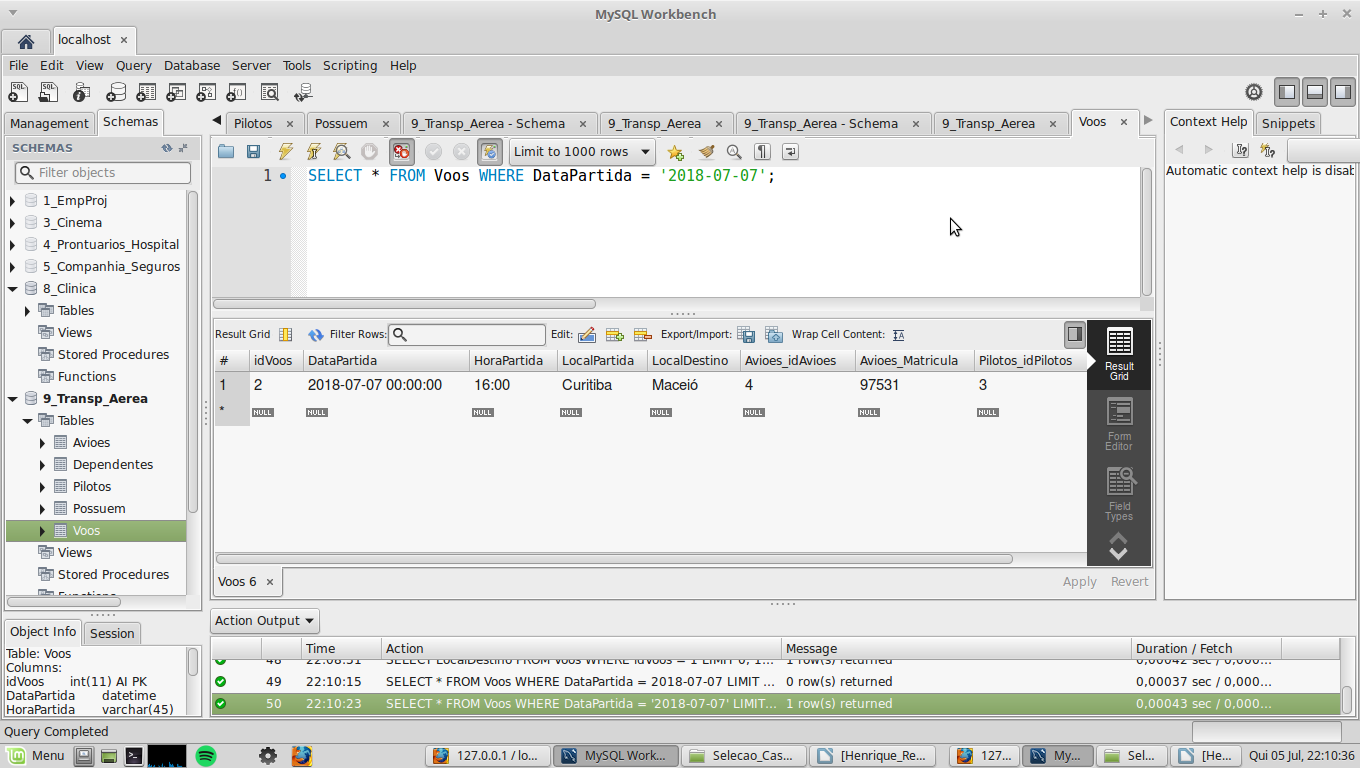 MySQL Workbench
localhost
File Edit View Query Database Server Tools Scripting Help
Management Schemas
Pilotos Possuem 9_Transp_Aerea - Schema 9_Transp_Aerea 9_Transp_Aerea - Schema 9_Transp_Aerea Voos
Context Help Snippets
SCHEMAS
Filter objects
1_EmpProj
3_Cinema
4_Prontuarios_Hospital
5_Companhia_Seguros
8_Clinica
Tables
Views
Stored Procedures
Functions
9_Transp_Aerea
Tables
Avioes
Dependentes
Pilotos
Possuem
Voos
Views
Stored Procedures
Functions
Limit to 1000 rows
1 SELECT * FROM Voos WHERE DataPartida = '2018-07-07';
Automatic context help is disab
Result Grid Filter Rows: Edit: Export/Import: Wrap Cell Content:
# idVoos DataPartida HoraPartida LocalPartida LocalDestino Avioes_idAvioes Avioes_Matricula Pilotos_idPilotos
1 2 2018-07-07 00:00:00 16:00 Curitiba Maceió 4 97531 3
* NULL NULL NULL NULL NULL NULL NULL NULL
Result Grid
Form Editor
Field Types
Voos 6
Apply Revert
Object Info Session
Table: Voos
Columns:
idVoos int(11) AI PK
DataPartida datetime
HoraPartida varchar(45)
Action Output
Time Action Message Duration / Fetch
48 22:08:51 SELECT LocalDestino FROM Voos WHERE idVoos = 1 LIMIT 0, 1... 1 row(s) returned 0,00042 sec / 0,000...
49 22:10:15 SELECT * FROM Voos WHERE DataPartida = 2018-07-07 LIMIT ... 0 row(s) returned 0,00037 sec / 0,000...
50 22:10:23 SELECT * FROM Voos WHERE DataPartida = '2018-07-07' LIMIT... 1 row(s) returned 0,00043 sec / 0,000...
Query Completed
Menu 127.0.0.1 / lo... MySQL Work... Selecao_Cas... [Henrique_Re... 127... My... Sel... [He... Qui 05 Jul, 22:10:36